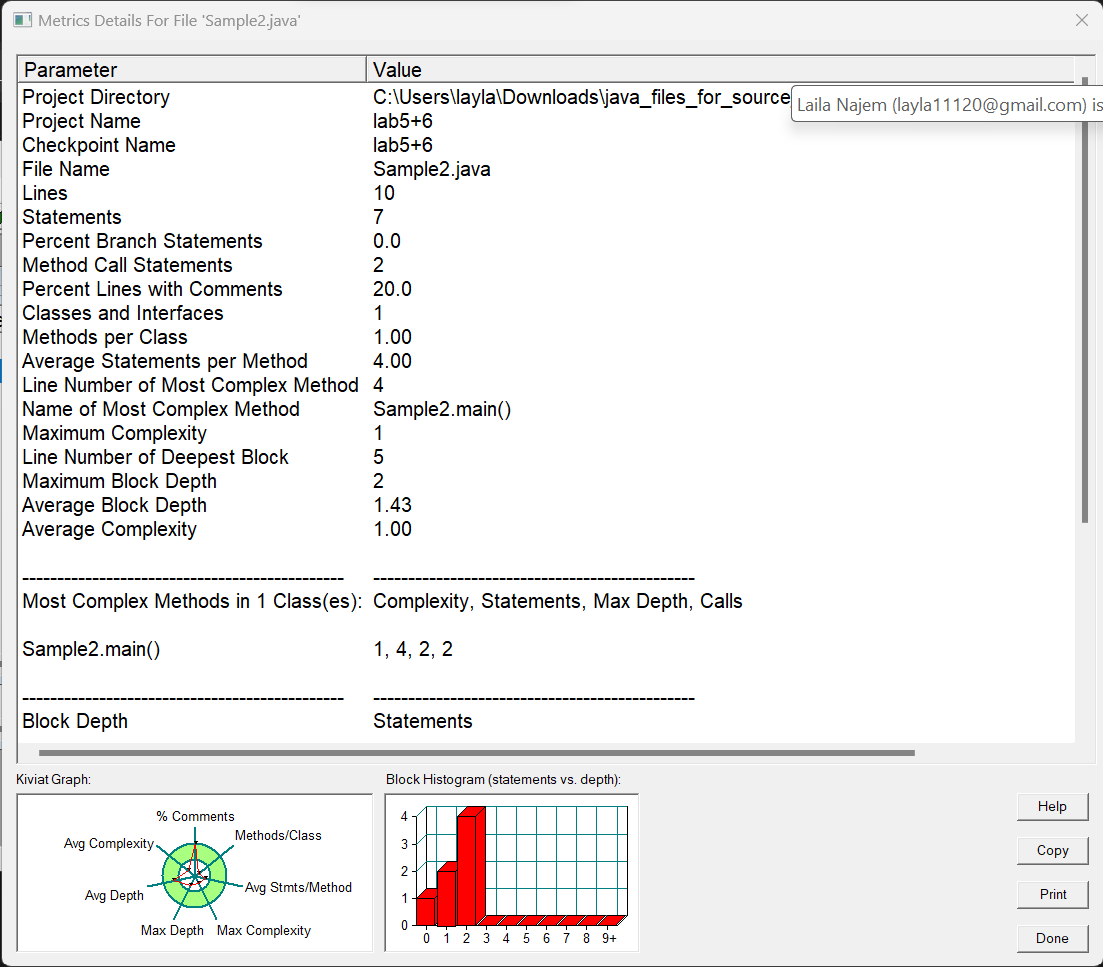 Metrics Details For File 'Sample2.java'
Parameter Value
Project Directory C:\Users\layla\Downloads\java_files_for_source
Laila Najem (layla11120@gmail.com) is
Project Name lab5+6
Checkpoint Name lab5+6
File Name Sample2.java
Lines 10
Statements 7
Percent Branch Statements 0.0
Method Call Statements 2
Percent Lines with Comments 20.0
Classes and Interfaces 1
Methods per Class 1.00
Average Statements per Method 4.00
Line Number of Most Complex Method 4
Name of Most Complex Method Sample2.main()
Maximum Complexity 1
Line Number of Deepest Block 5
Maximum Block Depth 2
Average Block Depth 1.43
Average Complexity 1.00
---------------------------------------------- ----------------------------------------------
Most Complex Methods in 1 Class(es): Complexity, Statements, Max Depth, Calls
Sample2.main() 1, 4, 2, 2
---------------------------------------------- ----------------------------------------------
Block Depth Statements
Kiviat Graph:
% Comments
Methods/Class
Avg Complexity
Avg Stmts/Method
Avg Depth
Max Depth
Max Complexity
Block Histogram (statements vs. depth):
4
3
2
1
0
0 1 2 3 4 5 6 7 8 9+
Help
Copy
Print
Done